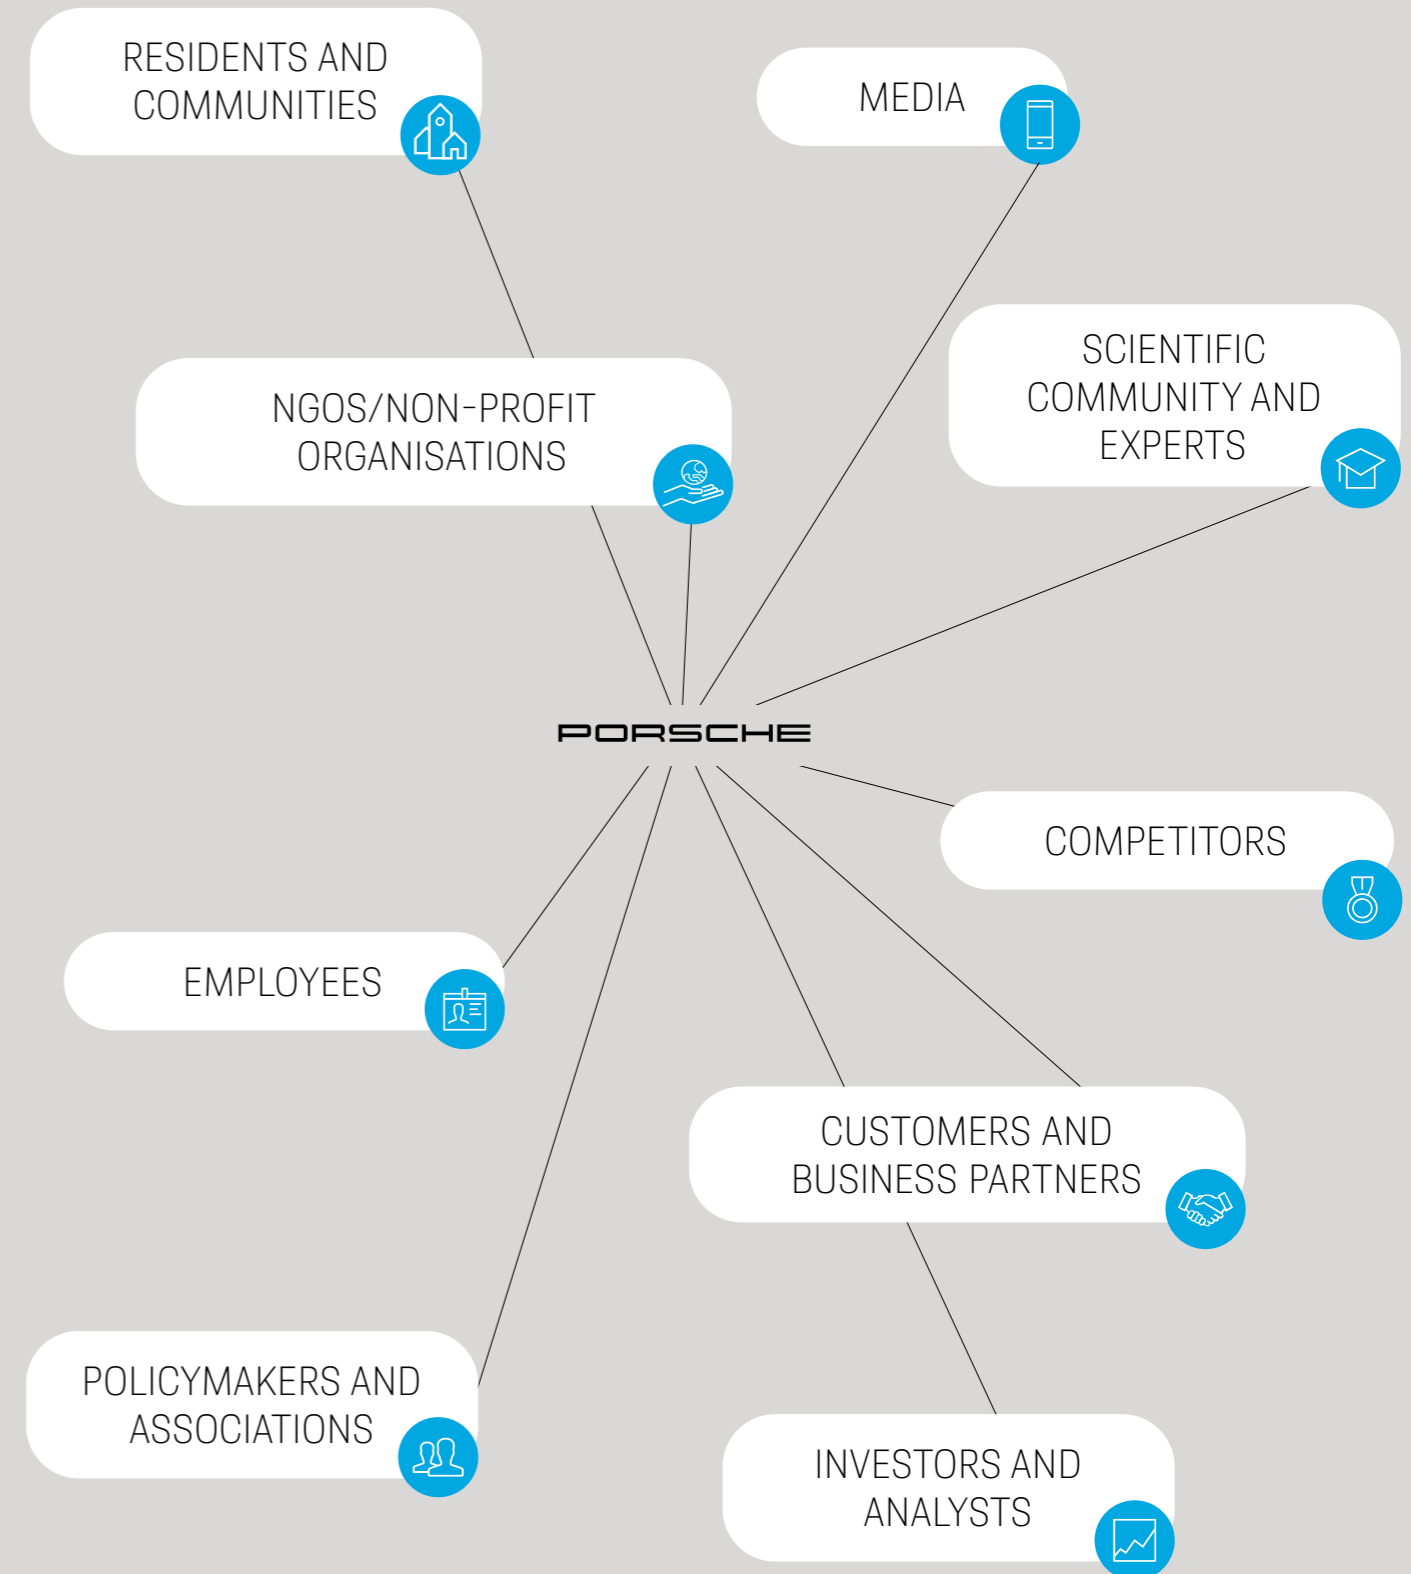 RESIDENTS AND
COMMUNITIES
MEDIA
SCIENTIFIC
COMMUNITY AND
EXPERTS
NGOS/NON-PROFIT
ORGANISATIONS
PORSCHE
COMPETITORS
EMPLOYEES
CUSTOMERS AND
BUSINESS PARTNERS
POLICYMAKERS AND
ASSOCIATIONS
INVESTORS AND
ANALYSTS